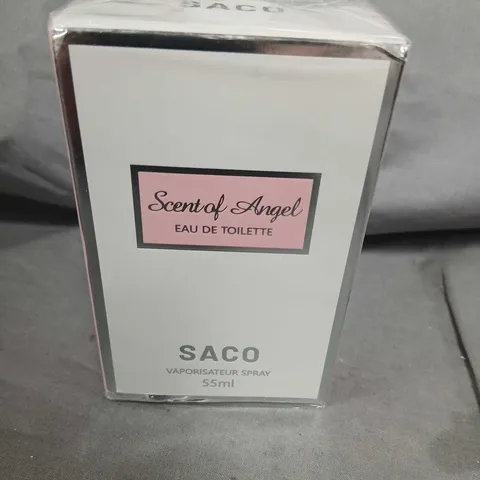 SACO
Scent of Angel
EAU DE TOILETTE
SACO
VAPORISATEUR SPRAY
55ml